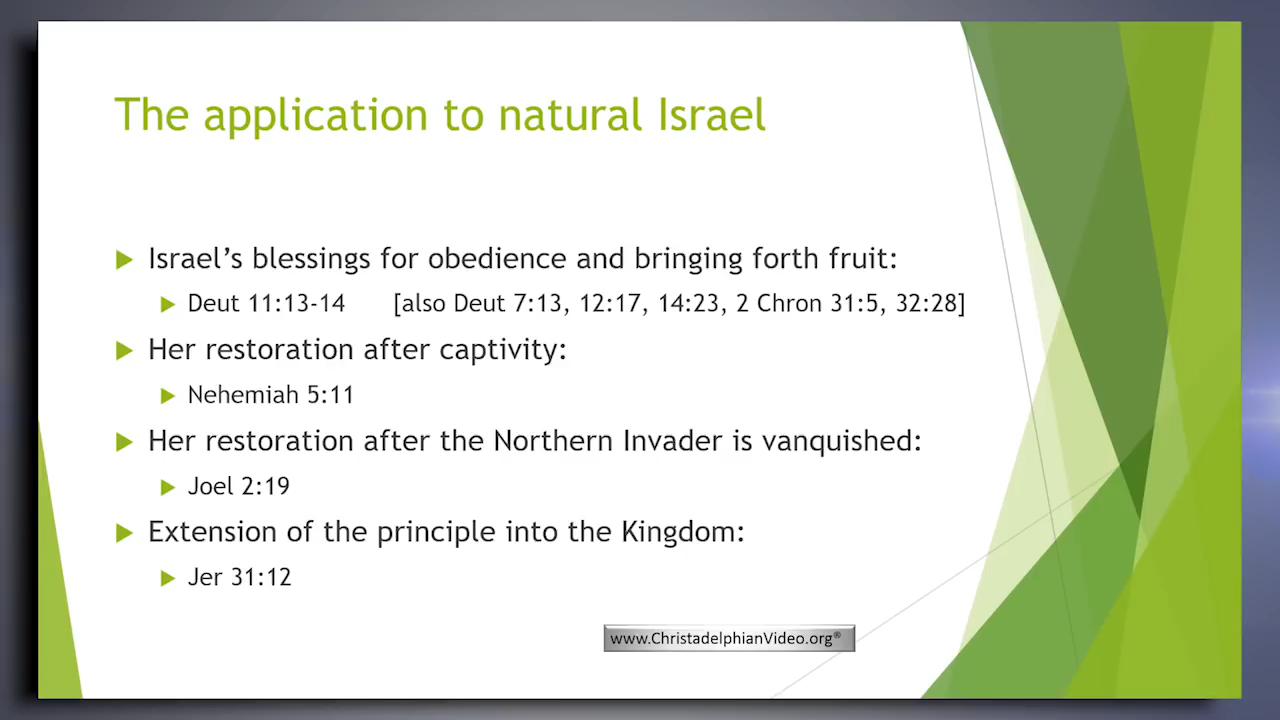 The application to natural Israel
Israel’s blessings for obedience and bringing forth fruit:
Deut 11:13-14 [also Deut 7:13, 12:17, 14:23, 2 Chron 31:5, 32:28]
Her restoration after captivity:
Nehemiah 5:11
Her restoration after the Northern Invader is vanquished:
Joel 2:19
Extension of the principle into the Kingdom:
Jer 31:12
www.ChristadelphianVideo.org®